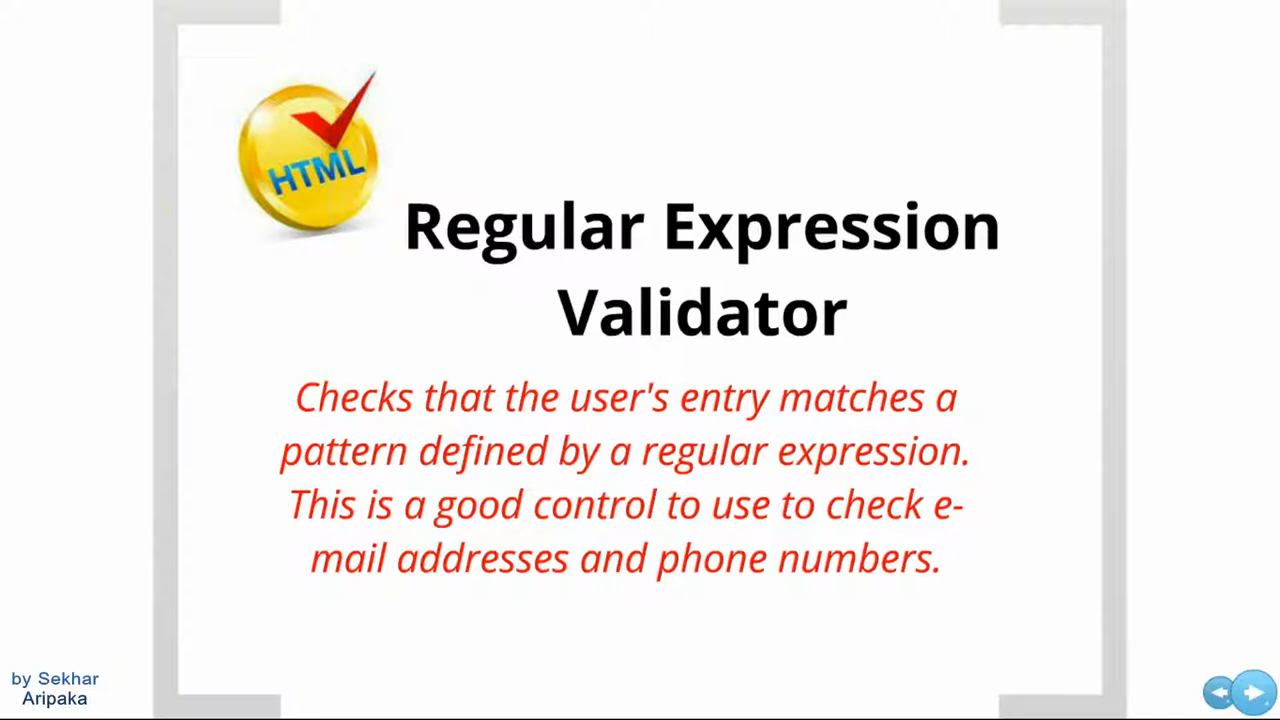 HTML
Regular Expression
Validator
Checks that the user's entry matches a
pattern defined by a regular expression.
This is a good control to use to check e-
mail addresses and phone numbers.
by Sekhar
Aripaka